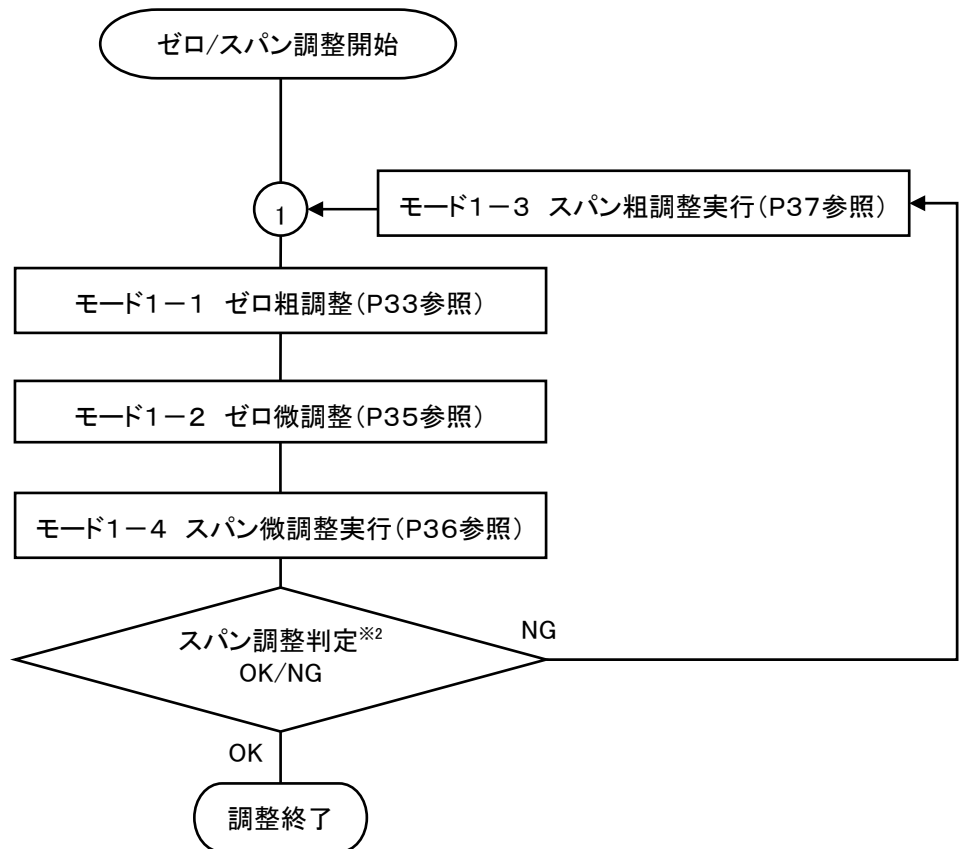 ゼロ/スパン調整開始
1
モード1-3 スパン粗調整実行(P37参照)
モード1-1 ゼロ粗調整(P33参照)
モード1-2 ゼロ微調整(P35参照)
モード1-4 スパン微調整実行(P36参照)
スパン調整判定※2
OK/NG
NG
OK
調整終了